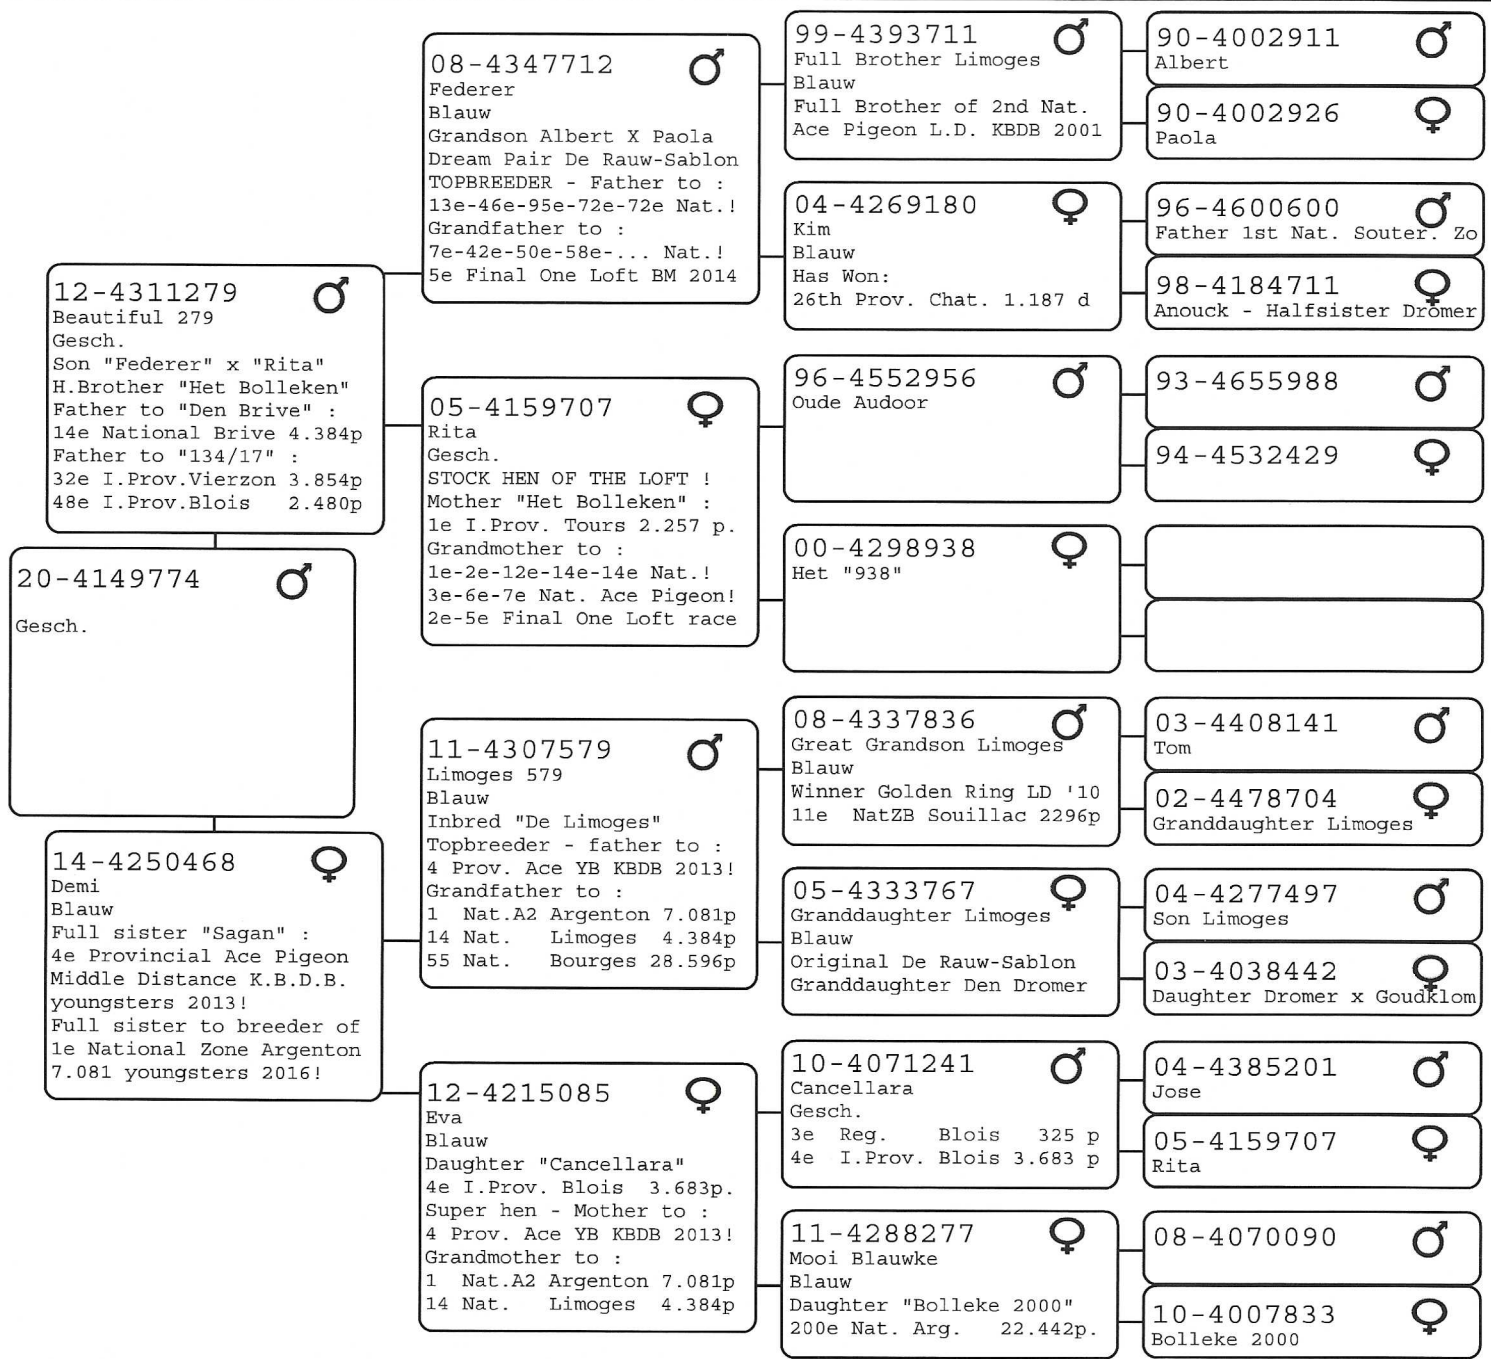 20-4149774
Gesch.
12-4311279
Beautiful 279
Gesch.
Son "Federer" x "Rita"
H.Brother "Het Bolleken"
Father to "Den Brive" :
14e National Brive 4.384p
Father to "134/17" :
32e I.Prov.Vierzon 3.854p
48e I.Prov.Blois 2.480p
14-4250468
Demi
Blauw
Full sister "Sagan" :
4e Provincial Ace Pigeon
Middle Distance K.B.D.B.
youngsters 2013!
Full sister to breeder of
1e National Zone Argenton
7.081 youngsters 2016!
08-4347712
Federer
Blauw
Grandson Albert X Paola
Dream Pair De Rauw-Sablon
TOPBREEDER - Father to :
13e-46e-95e-72e-72e Nat.!
Grandfather to :
7e-42e-50e-58e-... Nat.!
5e Final One Loft BM 2014
05-4159707
Rita
Gesch.
STOCK HEN OF THE LOFT !
Mother "Het Bolleken" :
1e I.Prov. Tours 2.257 p.
Grandmother to :
1e-2e-12e-14e-14e Nat.!
3e-6e-7e Nat. Ace Pigeon!
2e-5e Final One Loft race
11-4307579
Limoges 579
Blauw
Inbred "De Limoges"
Topbreeder - father to :
4 Prov. Ace YB KBDB 2013!
Grandfather to :
1 Nat.A2 Argenton 7.081p
14 Nat. Limoges 4.384p
55 Nat. Bourges 28.596p
12-4215085
Eva
Blauw
Daughter "Cancellara"
4e I.Prov. Blois 3.683p.
Super hen - Mother to :
4 Prov. Ace YB KBDB 2013!
Grandmother to :
1 Nat.A2 Argenton 7.081p
14 Nat. Limoges 4.384p
99-4393711
Full Brother Limoges
Blauw
Full Brother of 2nd Nat.
Ace Pigeon L.D. KBDB 2001
04-4269180
Kim
Blauw
Has Won:
26th Prov. Chat. 1.187 d
96-4552956
Oude Audoor
00-4298938
Het "938"
08-4337836
Great Grandson Limoges
Blauw
Winner Golden Ring LD '10
11e NatZB Souillac 2296p
05-4333767
Granddaughter Limoges
Blauw
Original De Rauw-Sablon
Granddaughter Den Dromer
10-4071241
Cancellara
Gesch.
3e Reg. Blois 325 p
4e I.Prov. Blois 3.683 p
11-4288277
Mooi Blauwke
Blauw
Daughter "Bolleke 2000"
200e Nat. Arg. 22.442p.
90-4002911
Albert
90-4002926
Paola
96-4600600
Father 1st Nat. Souter. Zo
98-4184711
Anouck - Halfsister Dromer
93-4655988
94-4532429
03-4408141
Tom
02-4478704
Granddaughter Limoges
04-4277497
Son Limoges
03-4038442
Daughter Dromer x Goudklom
04-4385201
Jose
05-4159707
Rita
08-4070090
10-4007833
Bolleke 2000